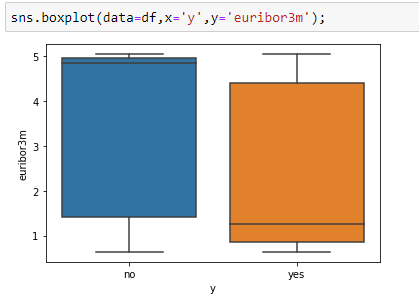 sns.boxplot(data=df,x='y',y='euribor3m');
5
4
3
2
1
euribor3m
no yes
y